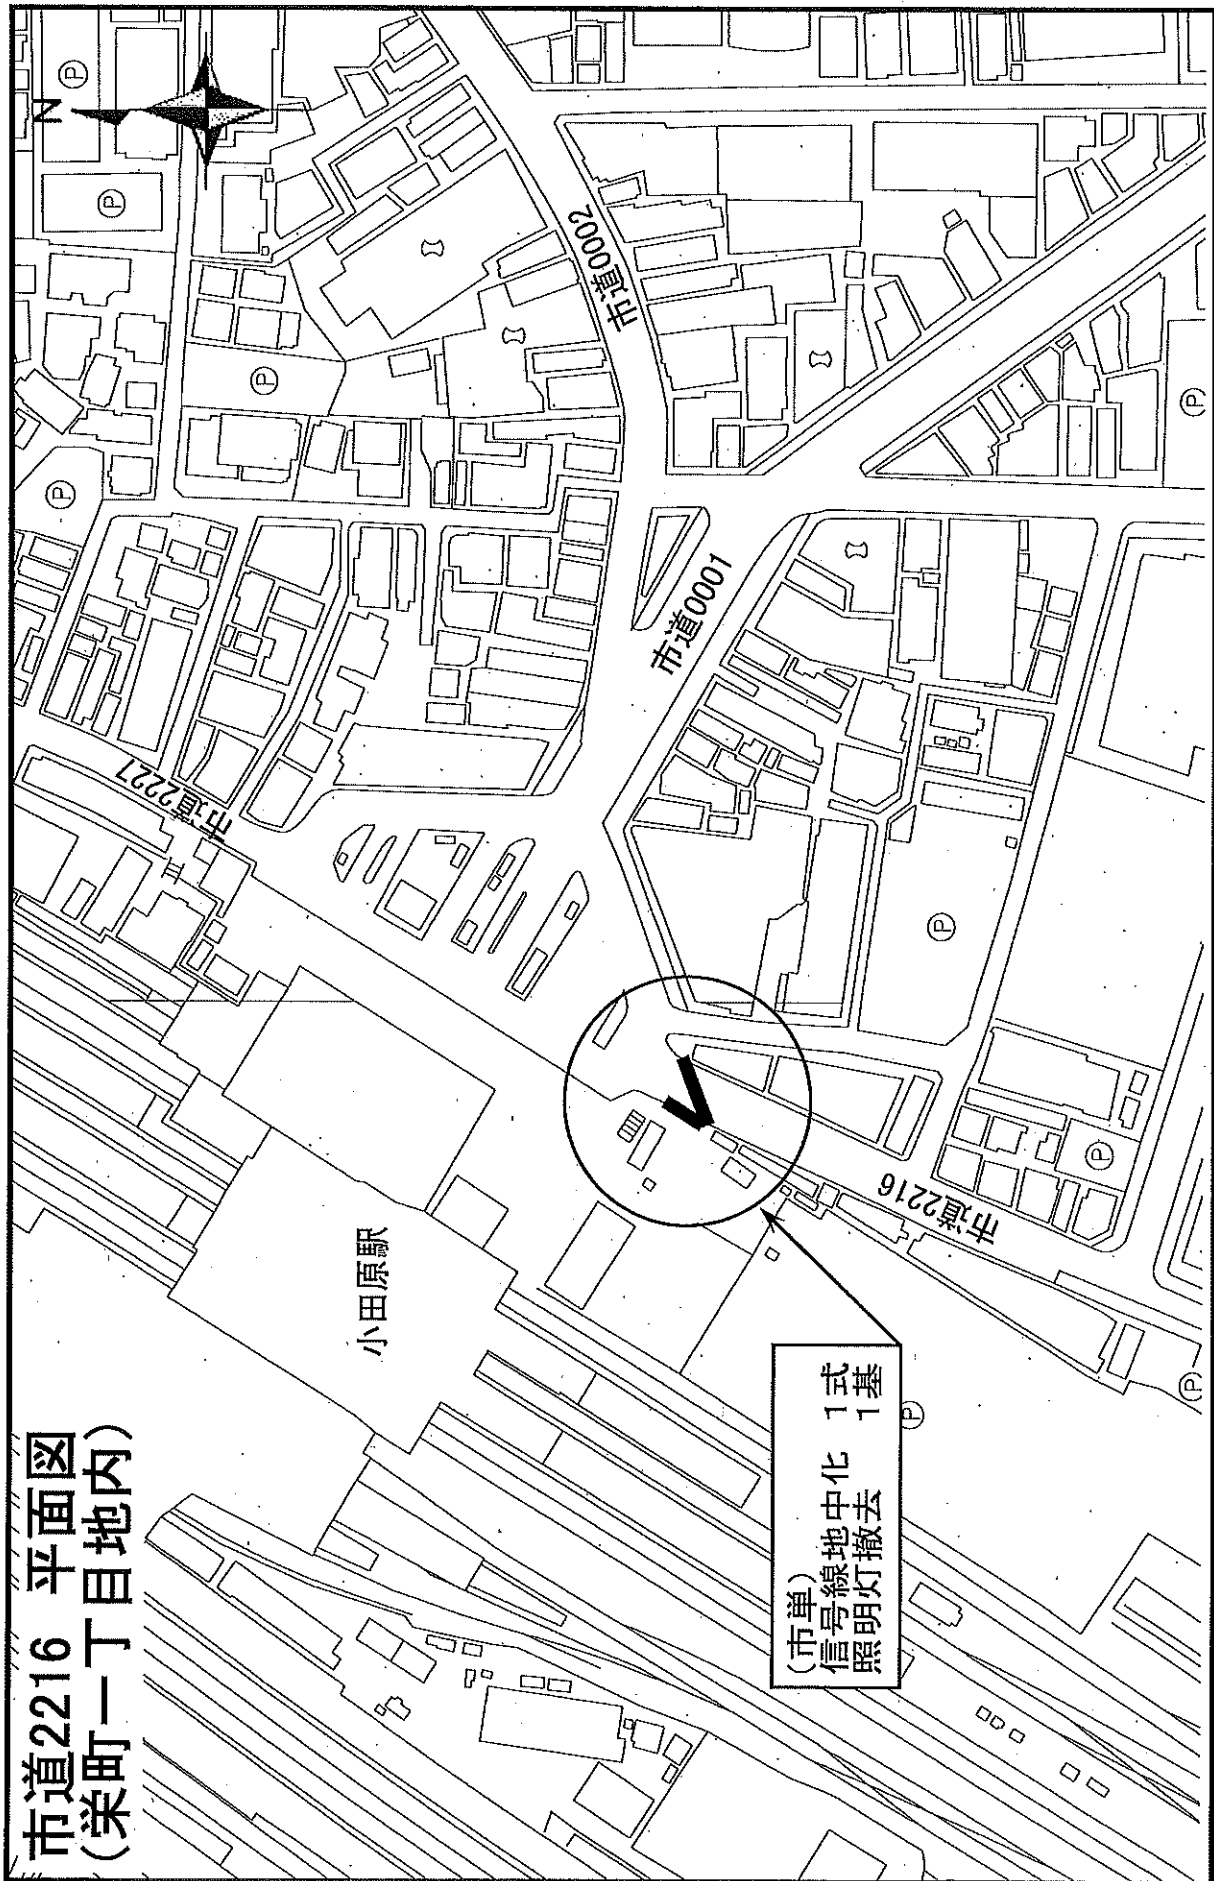 市道2216　平面図
(栄町一丁目地内)
N
Ⓟ
Ⓟ
Ⓟ
Ⓟ
市道0002
市道2227
市道0001
Ⓟ
Ⓟ
小田原駅
市道2216
Ⓟ
Ⓟ
Ⓟ
(市単)
信号線地中化　1式
照明灯撤去　　1基